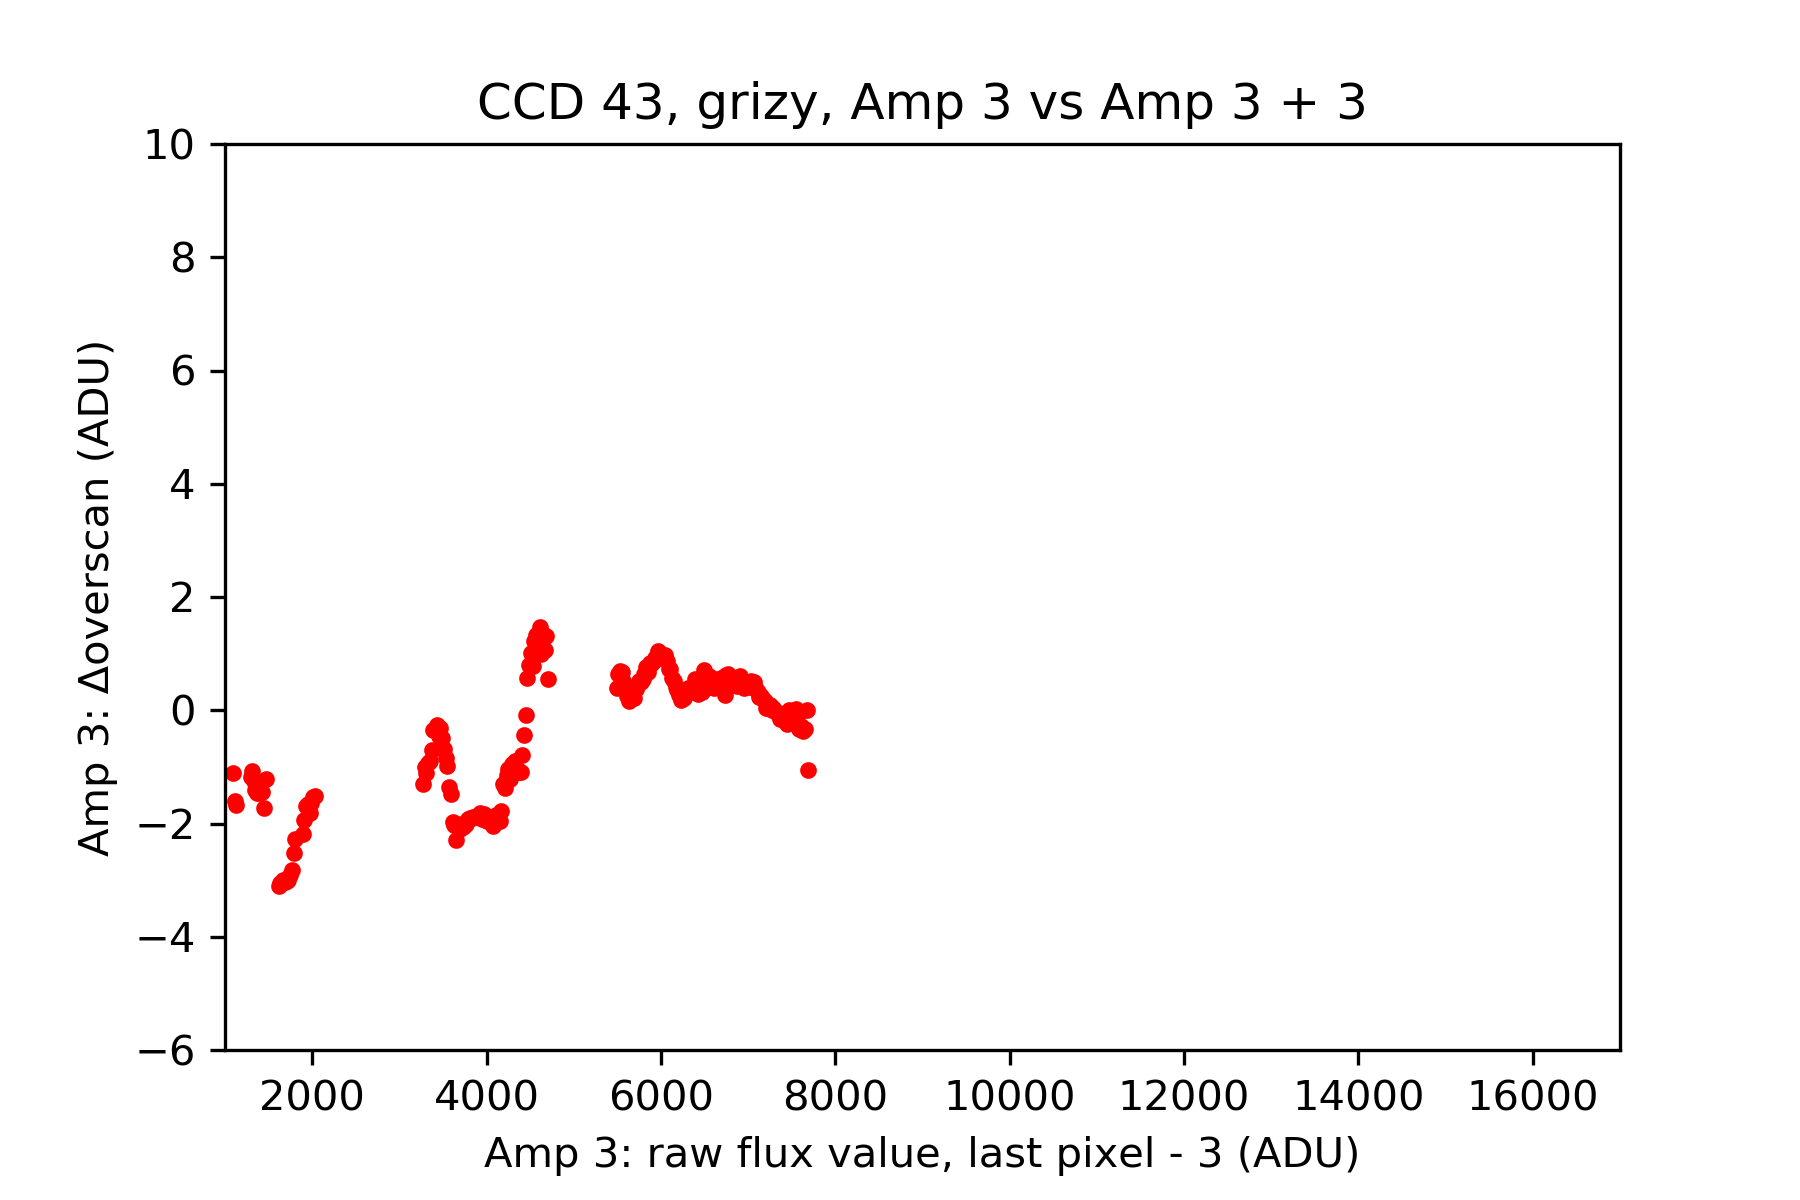 CCD 43, grizy, Amp 3 vs Amp 3 + 3
10
8
6
4
2
0
−2
−4
−6
Amp 3: Δoverscan (ADU)
2000 4000 6000 8000 10000 12000 14000 16000
Amp 3: raw flux value, last pixel - 3 (ADU)